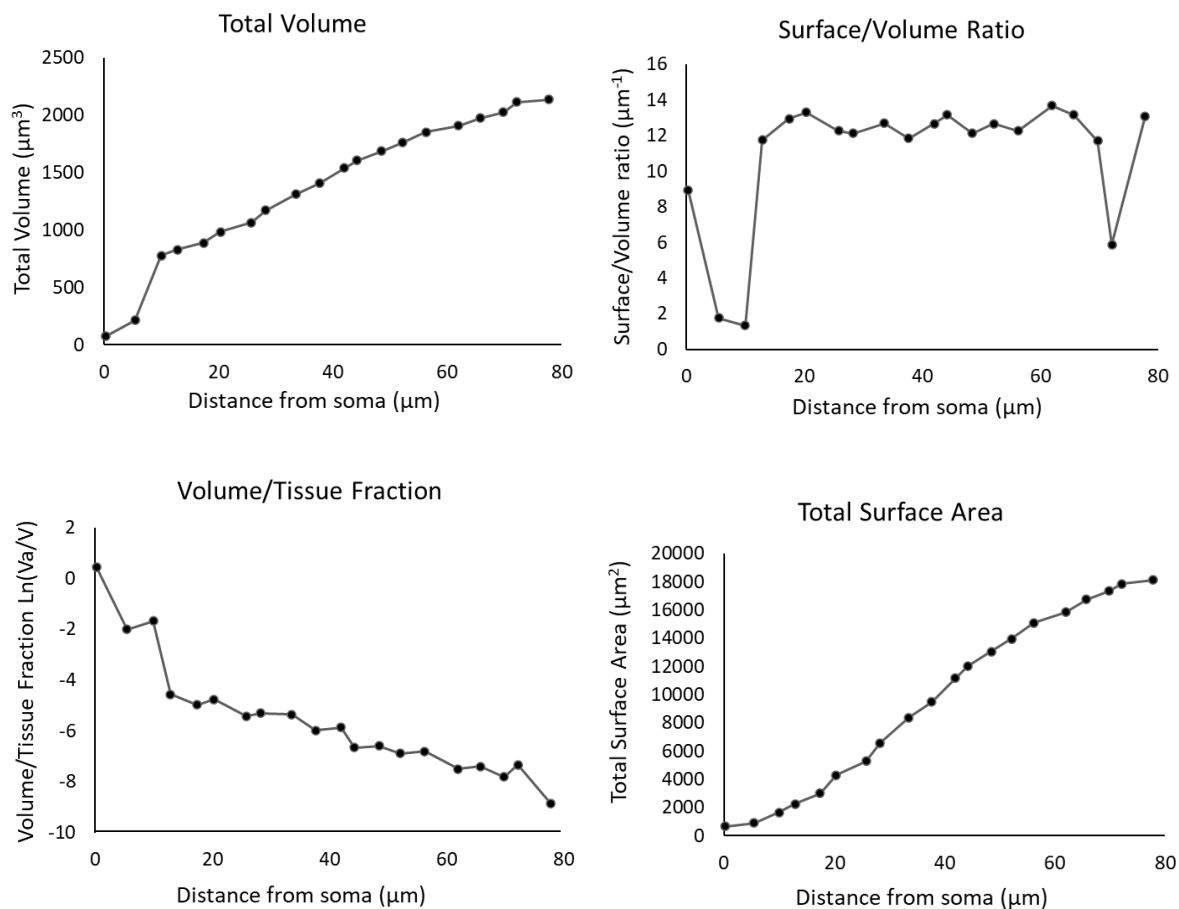 Total Volume
2500
2000
1500
1000
500
0
Total Volume (µm³)
0 20 40 60 80
Distance from soma (µm)
Surface/Volume Ratio
16
14
12
10
8
6
4
2
0
Surface/Volume ratio (µm⁻¹)
0 20 40 60 80
Distance from soma (µm)
Volume/Tissue Fraction
2
0
-2
-4
-6
-8
-10
Volume/Tissue Fraction Ln(Va/V)
0 20 40 60 80
Distance from soma (µm)
Total Surface Area
20000
18000
16000
14000
12000
10000
8000
6000
4000
2000
0
Total Surface Area (µm²)
0 20 40 60 80
Distance from soma (µm)